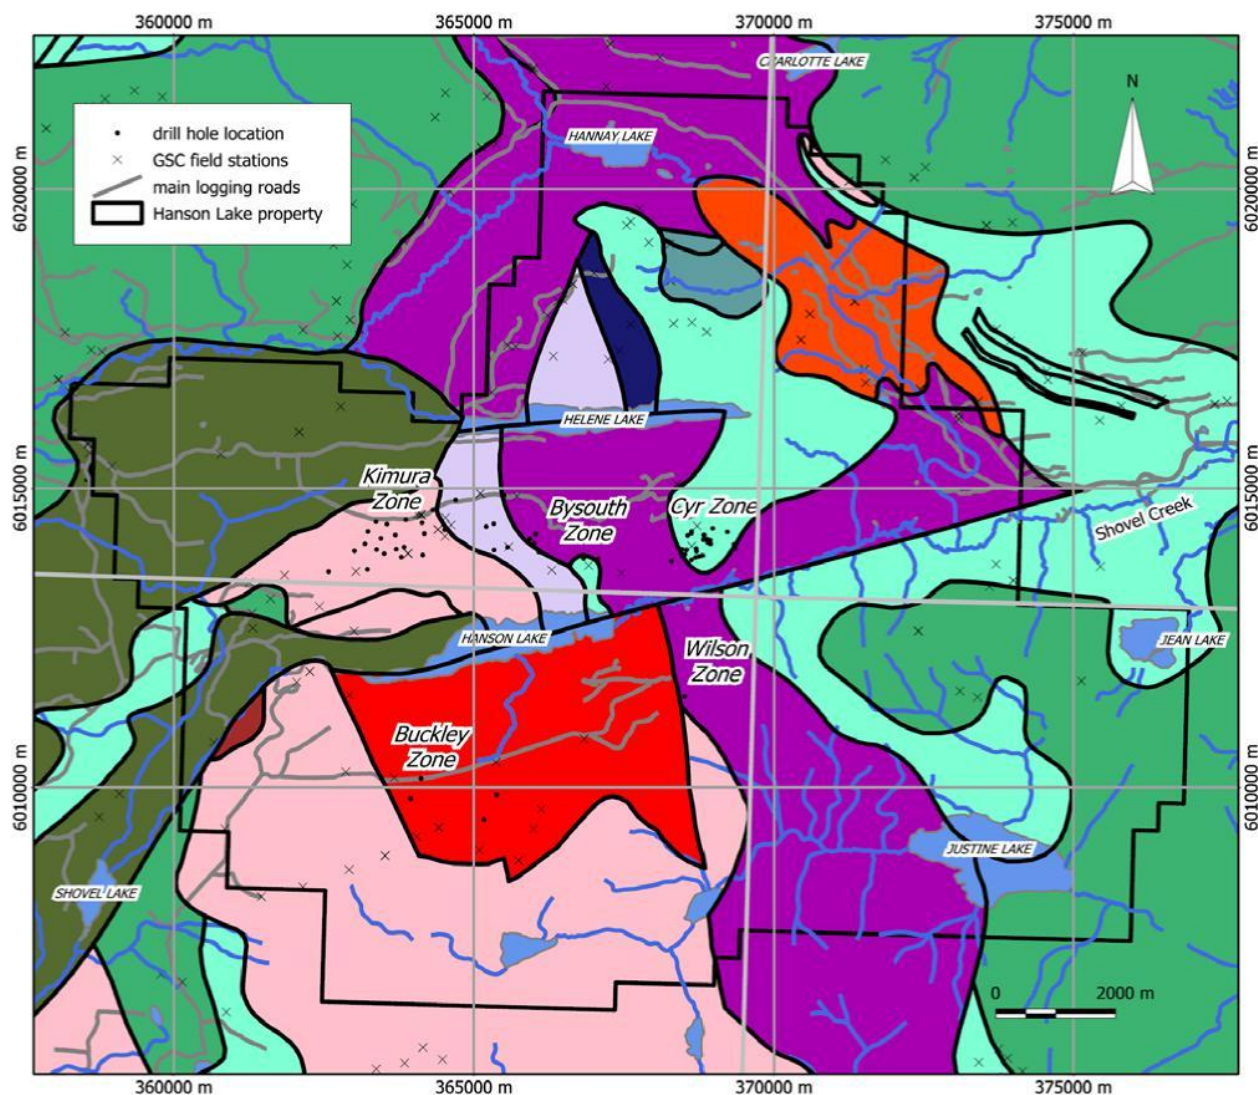 360000 m
365000 m
370000 m
375000 m
CHARLOTTE LAKE
N
drill hole location
GSC field stations
main logging roads
Hanson Lake property
HANNAY LAKE
6020000 m
6020000 m
HELENE LAKE
Kimura
Zone
Bysouth
Zone
Cyr Zone
6015000 m
6015000 m
Shovel Creek
HANSON LAKE
JEAN LAKE
Wilson
Zone
Buckley
Zone
6010000 m
6010000 m
JUSTINE LAKE
SHOVEL LAKE
0
2000 m
360000 m
365000 m
370000 m
375000 m